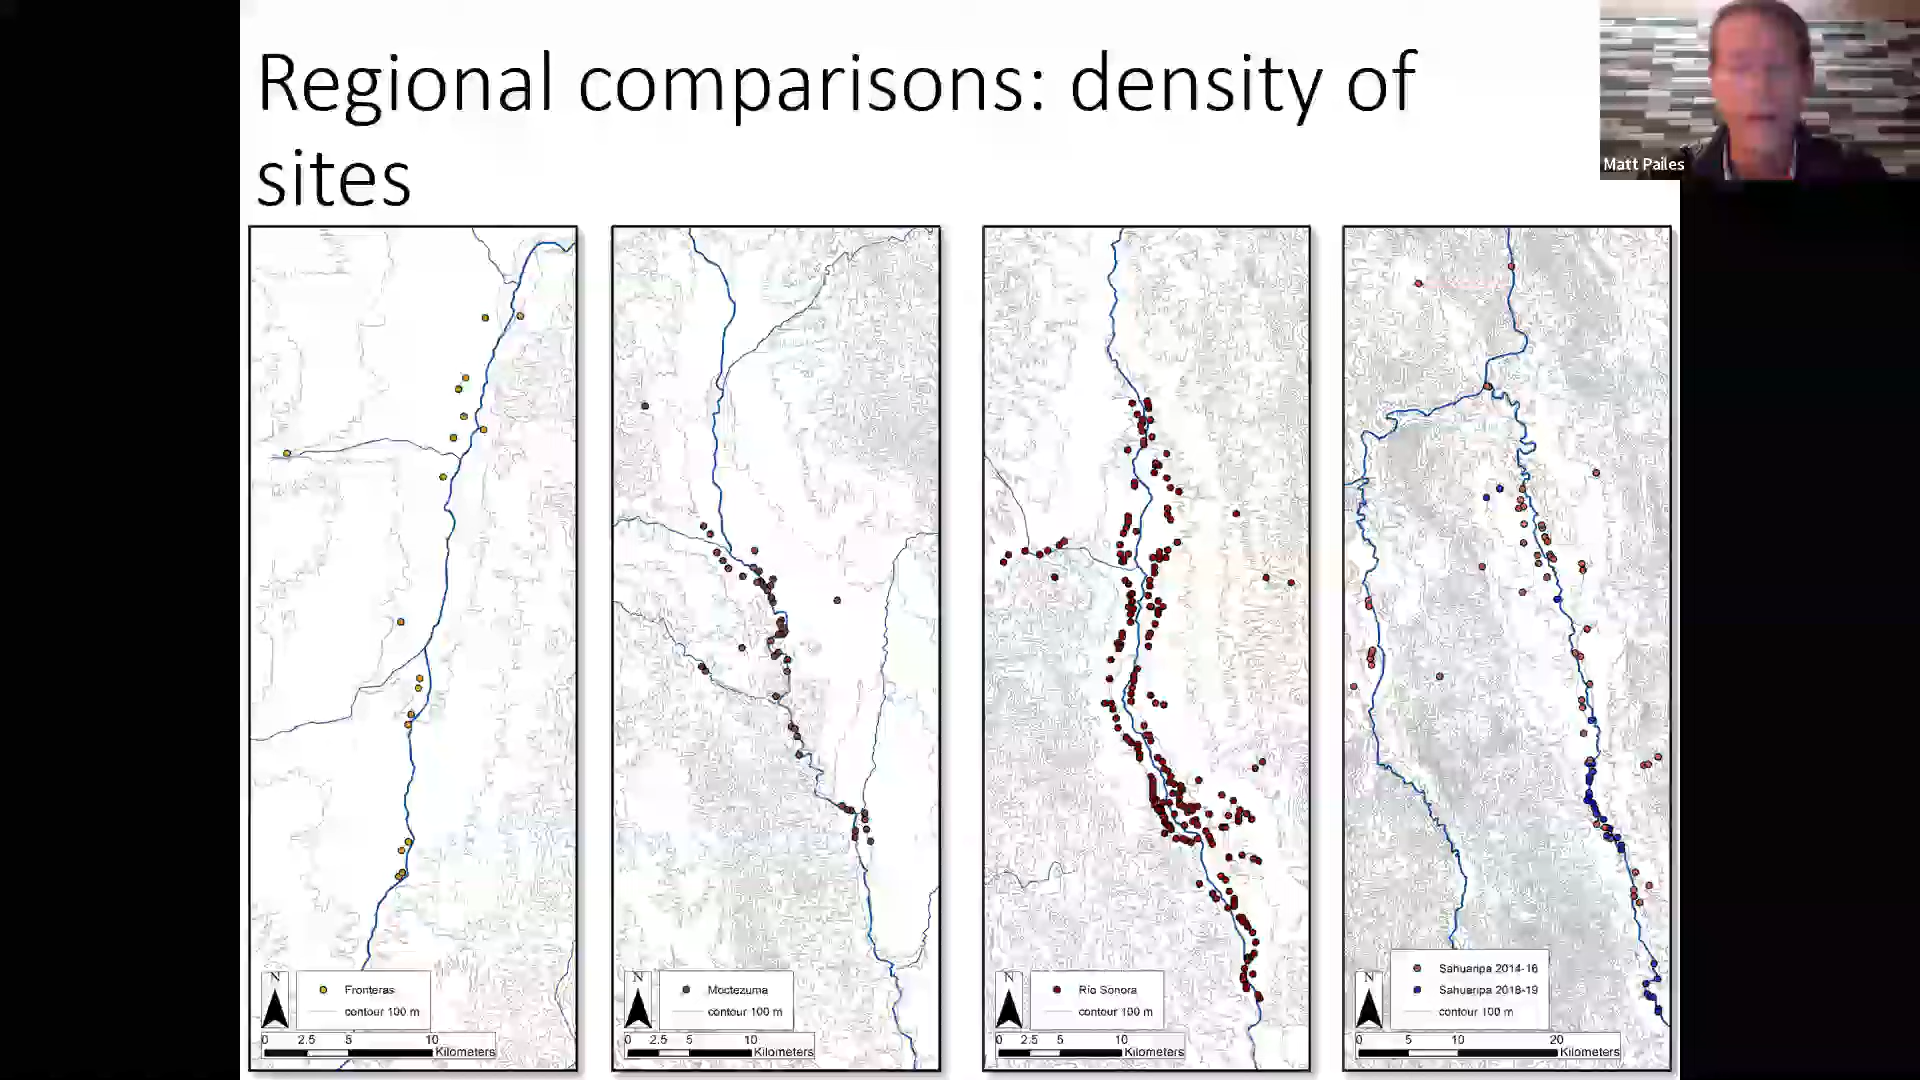 Regional comparisons: density of
sites
Matt Pailes
N
Fronteras
contour 100 m
0 2.5 5 10
Kilometers
N
Moctezuma
contour 100 m
0 2.5 5 10
Kilometers
N
Río Sonora
contour 100 m
0 2.5 5 10
Kilometers
N
Sahuaripa 2014-16
Sahuaripa 2018-19
contour 100 m
0 5 10 20
Kilometers